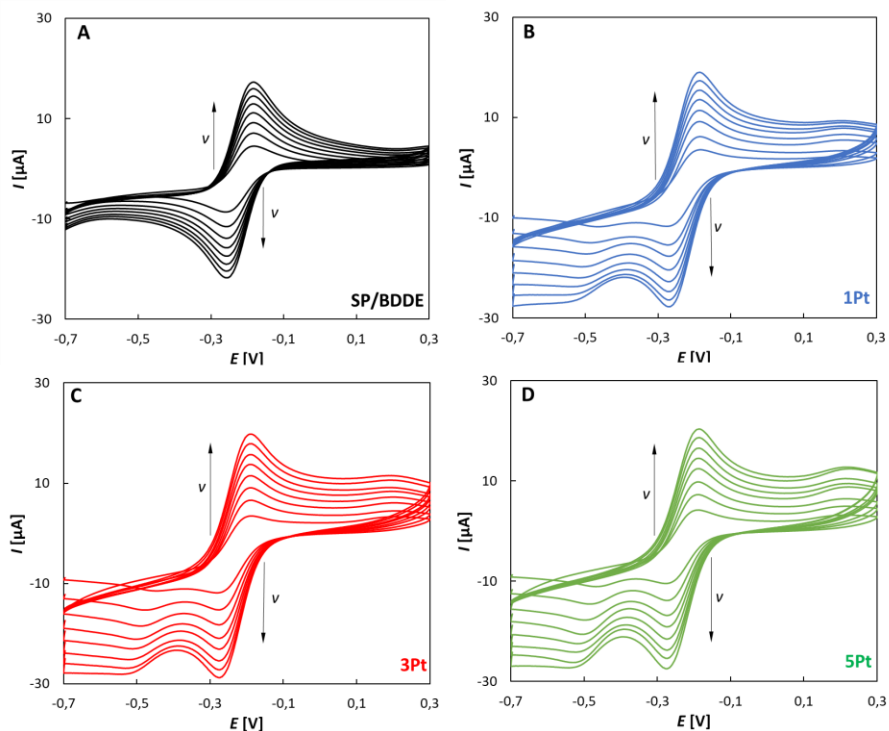 A
30
10
-10
-30
I [µA]
v
v
SP/BDDE
-0,7
-0,5
-0,3
-0,1
0,1
0,3
E [V]
B
30
10
-10
-30
I [µA]
v
v
1Pt
-0,7
-0,5
-0,3
-0,1
0,1
0,3
E [V]
C
30
10
-10
-30
I [µA]
v
v
3Pt
-0,7
-0,5
-0,3
-0,1
0,1
0,3
E [V]
D
30
10
-10
-30
I [µA]
v
v
5Pt
-0,7
-0,5
-0,3
-0,1
0,1
0,3
E [V]